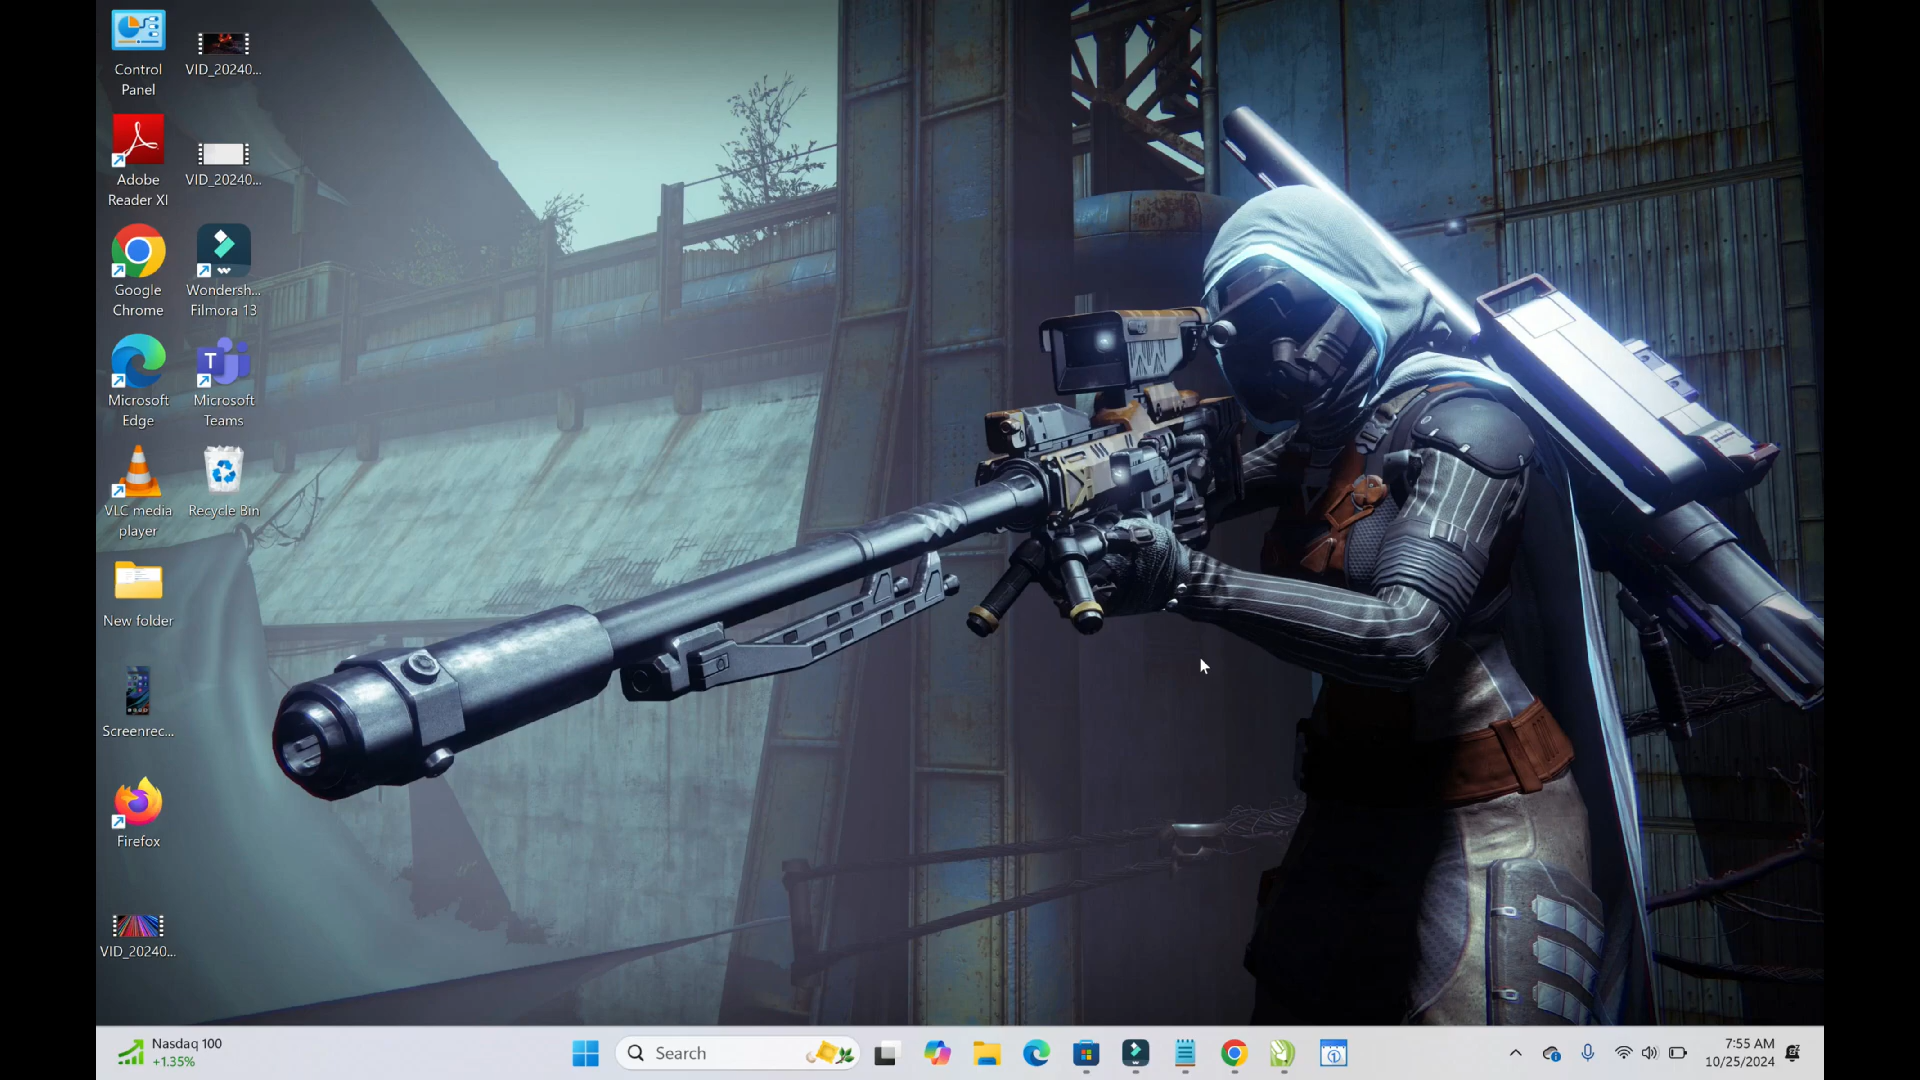 Control
Panel
VID_20240...
Adobe
Reader XI
VID_20240...
Google
Chrome
Wondersh...
Filmora 13
Microsoft
Edge
T
Microsoft
Teams
VLC media
player
Recycle Bin
New folder
Screenrec...
Firefox
VID_20240...
Nasdaq 100
+1.35%
Search
1
7:55 AM
10/25/2024